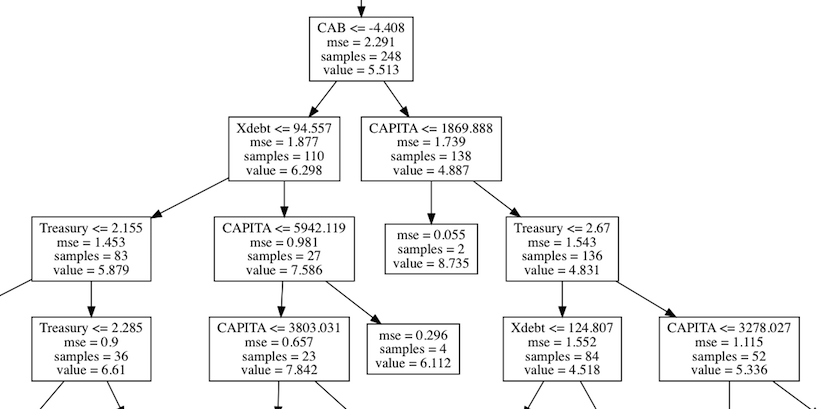 CAB <= -4.408
mse = 2.291
samples = 248
value = 5.513
Xdebt <= 94.557
mse = 1.877
samples = 110
value = 6.298
CAPITA <= 1869.888
mse = 1.739
samples = 138
value = 4.887
Treasury <= 2.155
mse = 1.453
samples = 83
value = 5.879
CAPITA <= 5942.119
mse = 0.981
samples = 27
value = 7.586
mse = 0.055
samples = 2
value = 8.735
Treasury <= 2.67
mse = 1.543
samples = 136
value = 4.831
Treasury <= 2.285
mse = 0.9
samples = 36
value = 6.61
CAPITA <= 3803.031
mse = 0.657
samples = 23
value = 7.842
mse = 0.296
samples = 4
value = 6.112
Xdebt <= 124.807
mse = 1.552
samples = 84
value = 4.518
CAPITA <= 3278.027
mse = 1.115
samples = 52
value = 5.336